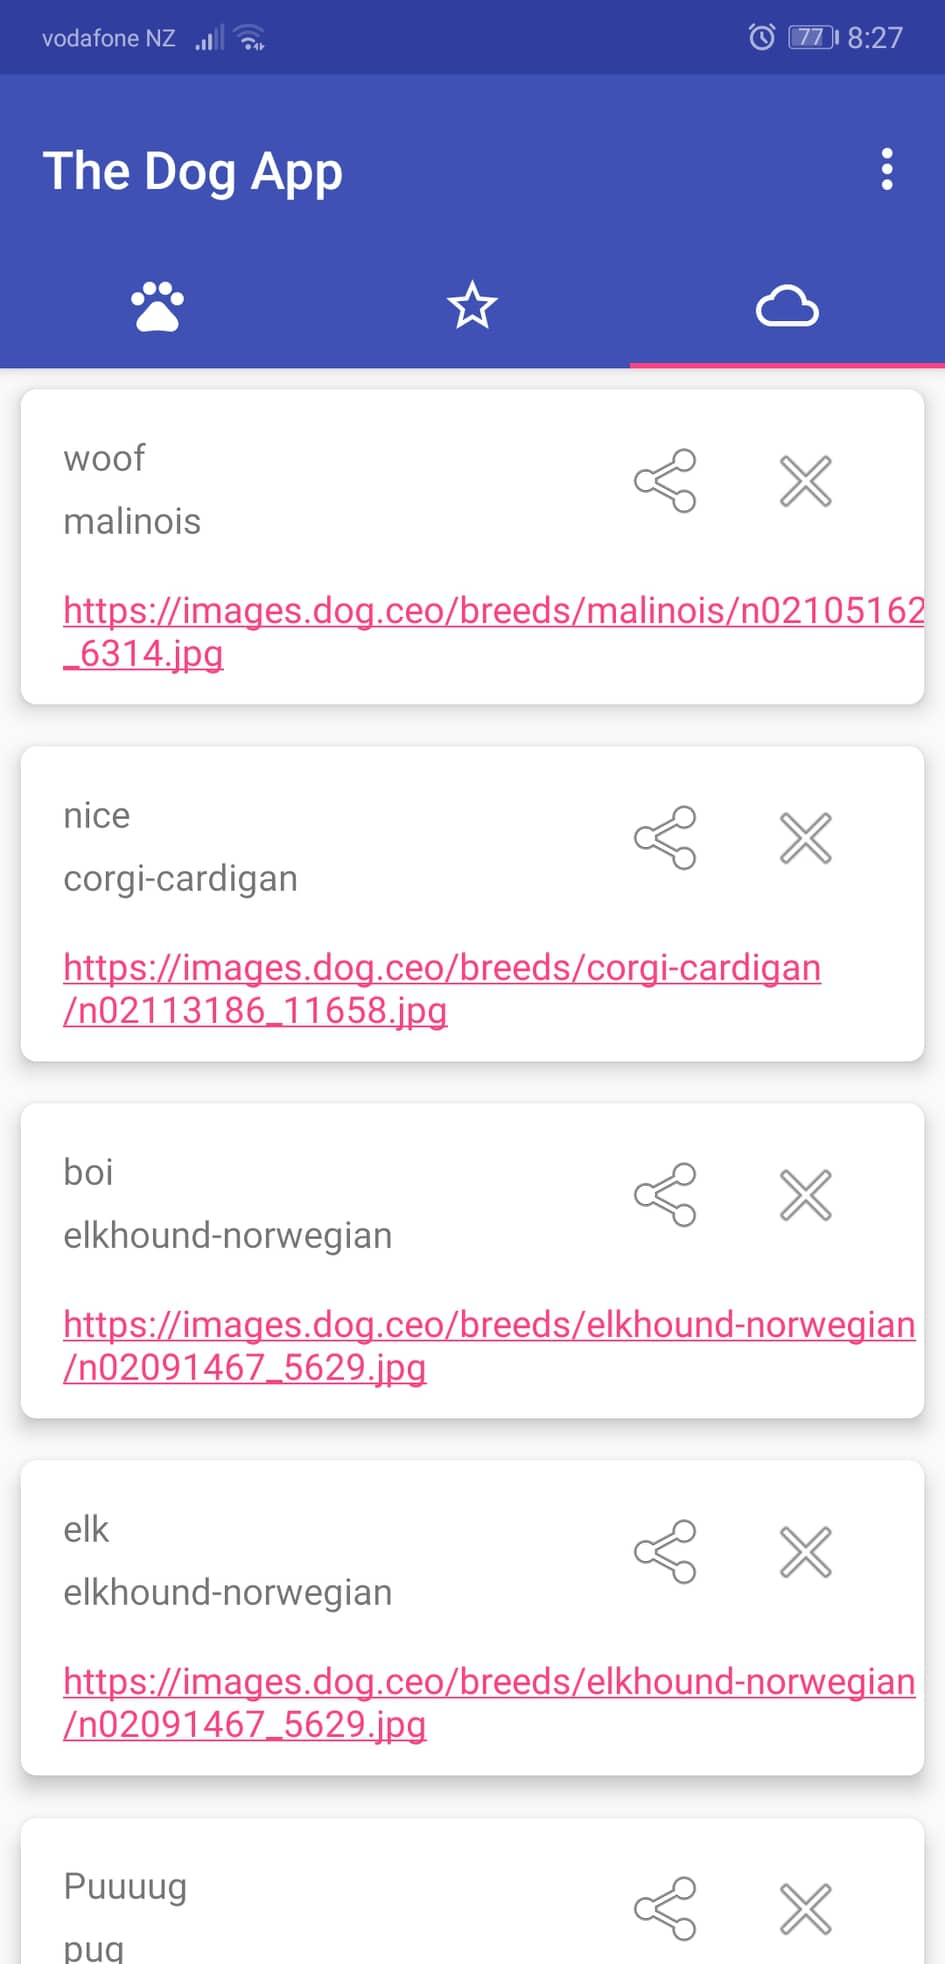 vodafone NZ 77 8:27
The Dog App
woof
malinois
https://images.dog.ceo/breeds/malinois/n02105162
_6314.jpg
nice
corgi-cardigan
https://images.dog.ceo/breeds/corgi-cardigan
/n02113186_11658.jpg
boi
elkhound-norwegian
https://images.dog.ceo/breeds/elkhound-norwegian
/n02091467_5629.jpg
elk
elkhound-norwegian
https://images.dog.ceo/breeds/elkhound-norwegian
/n02091467_5629.jpg
Puuuug
pug